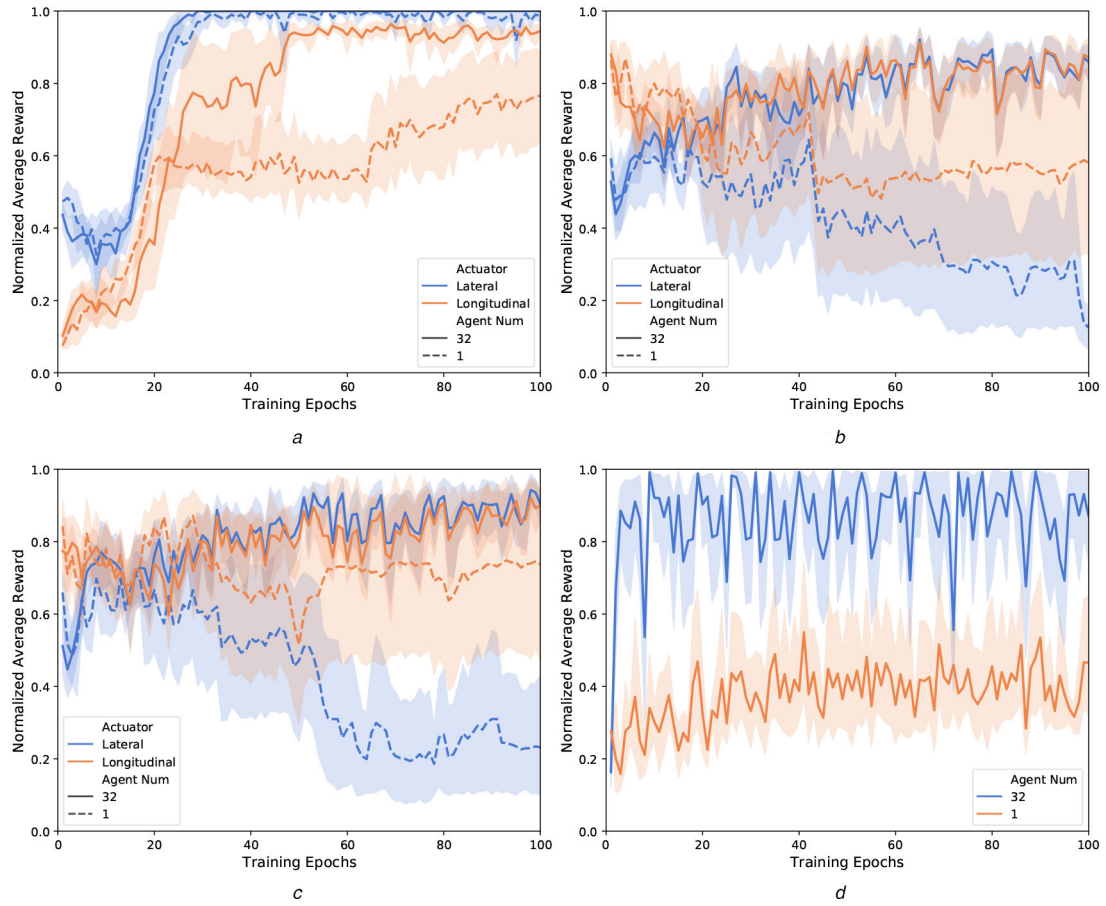 1.0
0.8
0.6
0.4
0.2
0.0
Normalized Average Reward
0 20 40 60 80 100
Training Epochs
Actuator
Lateral
Longitudinal
Agent Num
32
1
a
1.0
0.8
0.6
0.4
0.2
0.0
Normalized Average Reward
0 20 40 60 80 100
Training Epochs
Actuator
Lateral
Longitudinal
Agent Num
32
1
b
1.0
0.8
0.6
0.4
0.2
0.0
Normalized Average Reward
0 20 40 60 80 100
Training Epochs
Actuator
Lateral
Longitudinal
Agent Num
32
1
c
1.0
0.8
0.6
0.4
0.2
0.0
Normalized Average Reward
0 20 40 60 80 100
Training Epochs
Agent Num
32
1
d